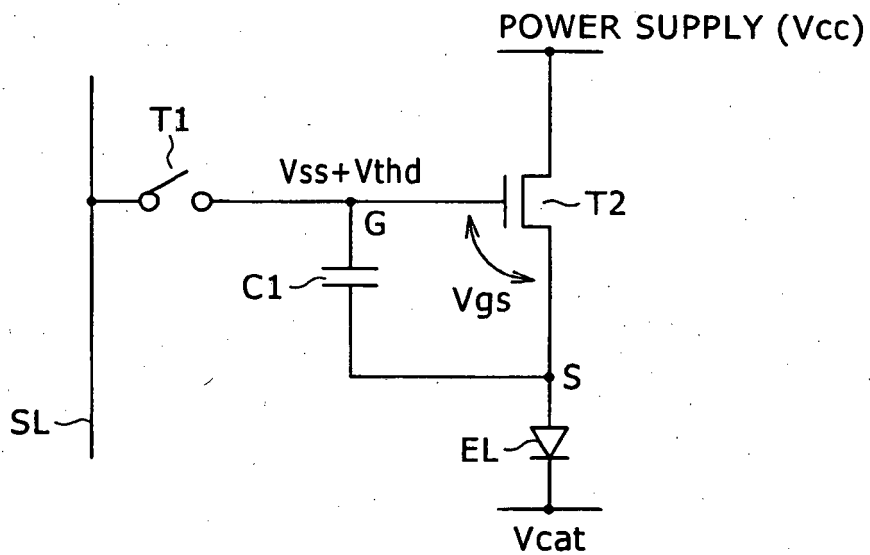 POWER SUPPLY (Vcc)
T1
Vss+Vthd
G
T2
C1
Vgs
S
SL
EL
Vcat